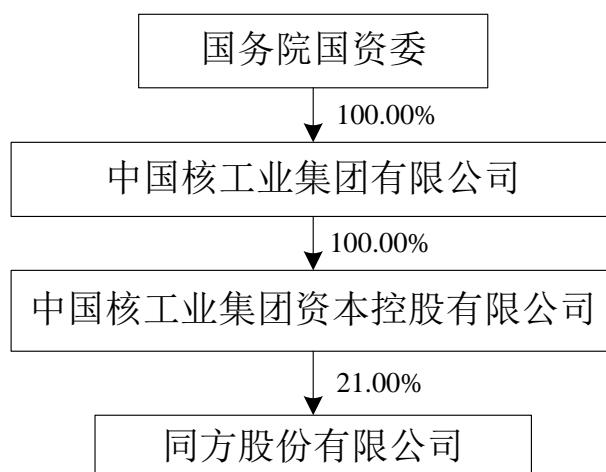 国务院国资委
100.00%
中国核工业集团有限公司
100.00%
中国核工业集团资本控股有限公司
21.00%
同方股份有限公司